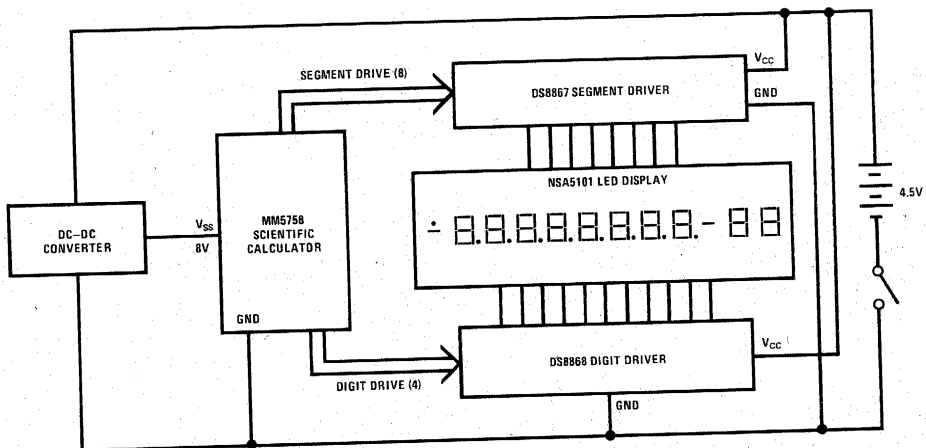 SEGMENT DRIVE (8)
DS8867 SEGMENT DRIVER
VCC
GND
NSA5101 LED DISPLAY
4.5V
DC–DC
CONVERTER
VSS
8V
MM5758
SCIENTIFIC
CALCULATOR
GND
DIGIT DRIVE (4)
DS8868 DIGIT DRIVER
VCC
GND